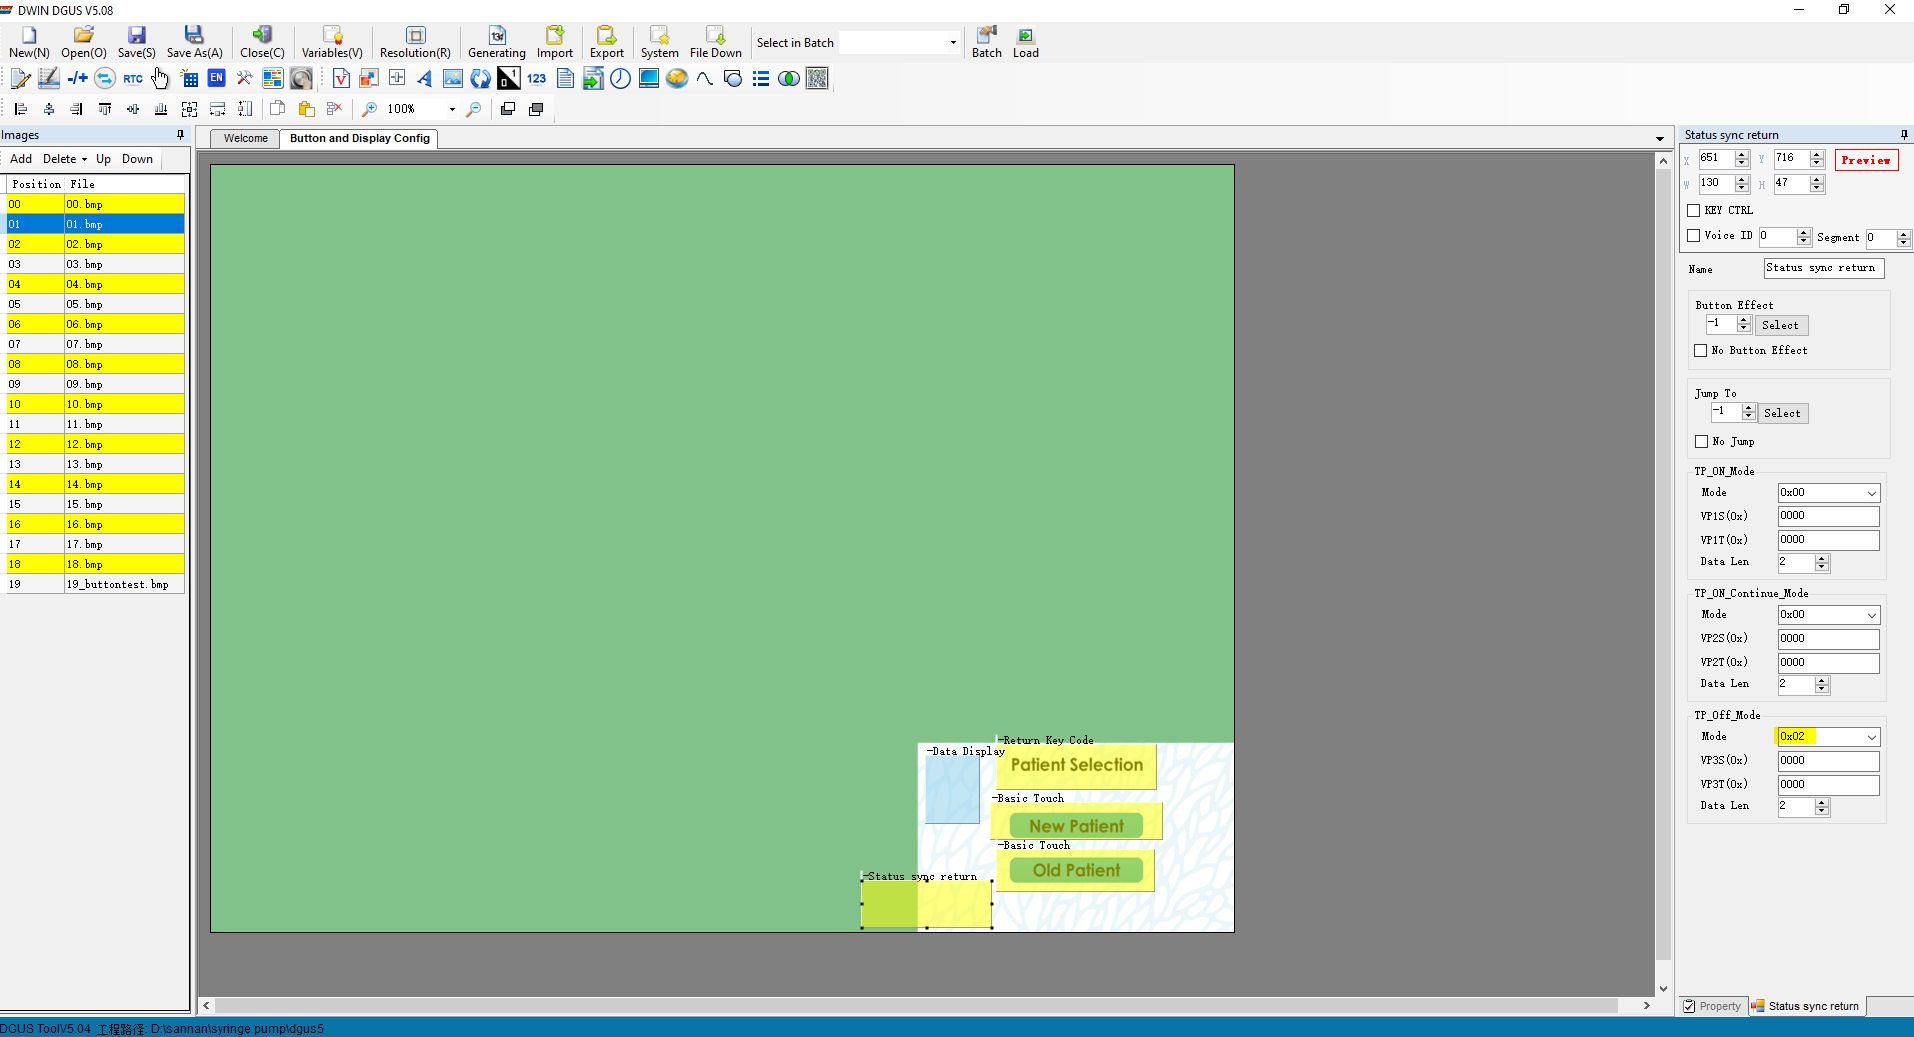 DWIN DGUS V5.08
New(N) Open(O) Save(S) Save As(A) Close(C) Variables(V) Resolution(R) Generating Import Export System File Down Select in Batch Batch Load
-/+ RTC EN V A 1 123
100%
Images
Welcome Button and Display Config
Status sync return
Add Delete Up Down
Position File
00 00.bmp
01 01.bmp
02 02.bmp
03 03.bmp
04 04.bmp
05 05.bmp
06 06.bmp
07 07.bmp
08 08.bmp
09 09.bmp
10 10.bmp
11 11.bmp
12 12.bmp
13 13.bmp
14 14.bmp
15 15.bmp
16 16.bmp
17 17.bmp
18 18.bmp
19 19_buttontest.bmp
-Return Key Code
-Data Display
Patient Selection
-Basic Touch
New Patient
-Basic Touch
Old Patient
-Status sync return
X 651 Y 716 Preview
W 130 H 47
KEY CTRL
Voice ID 0 Segment 0
Name Status sync return
Button Effect
-1 Select
No Button Effect
Jump To
-1 Select
No Jump
TP_ON_Mode
Mode 0x00
VP1S(0x) 0000
VP1T(0x) 0000
Data Len 2
TP_ON_Continue_Mode
Mode 0x00
VP2S(0x) 0000
VP2T(0x) 0000
Data Len 2
TP_Off_Mode
Mode 0x02
VP3S(0x) 0000
VP3T(0x) 0000
Data Len 2
Property Status sync return
DGUS ToolV5.04 工程路径: D:\sannan\syringe pump\dgus5